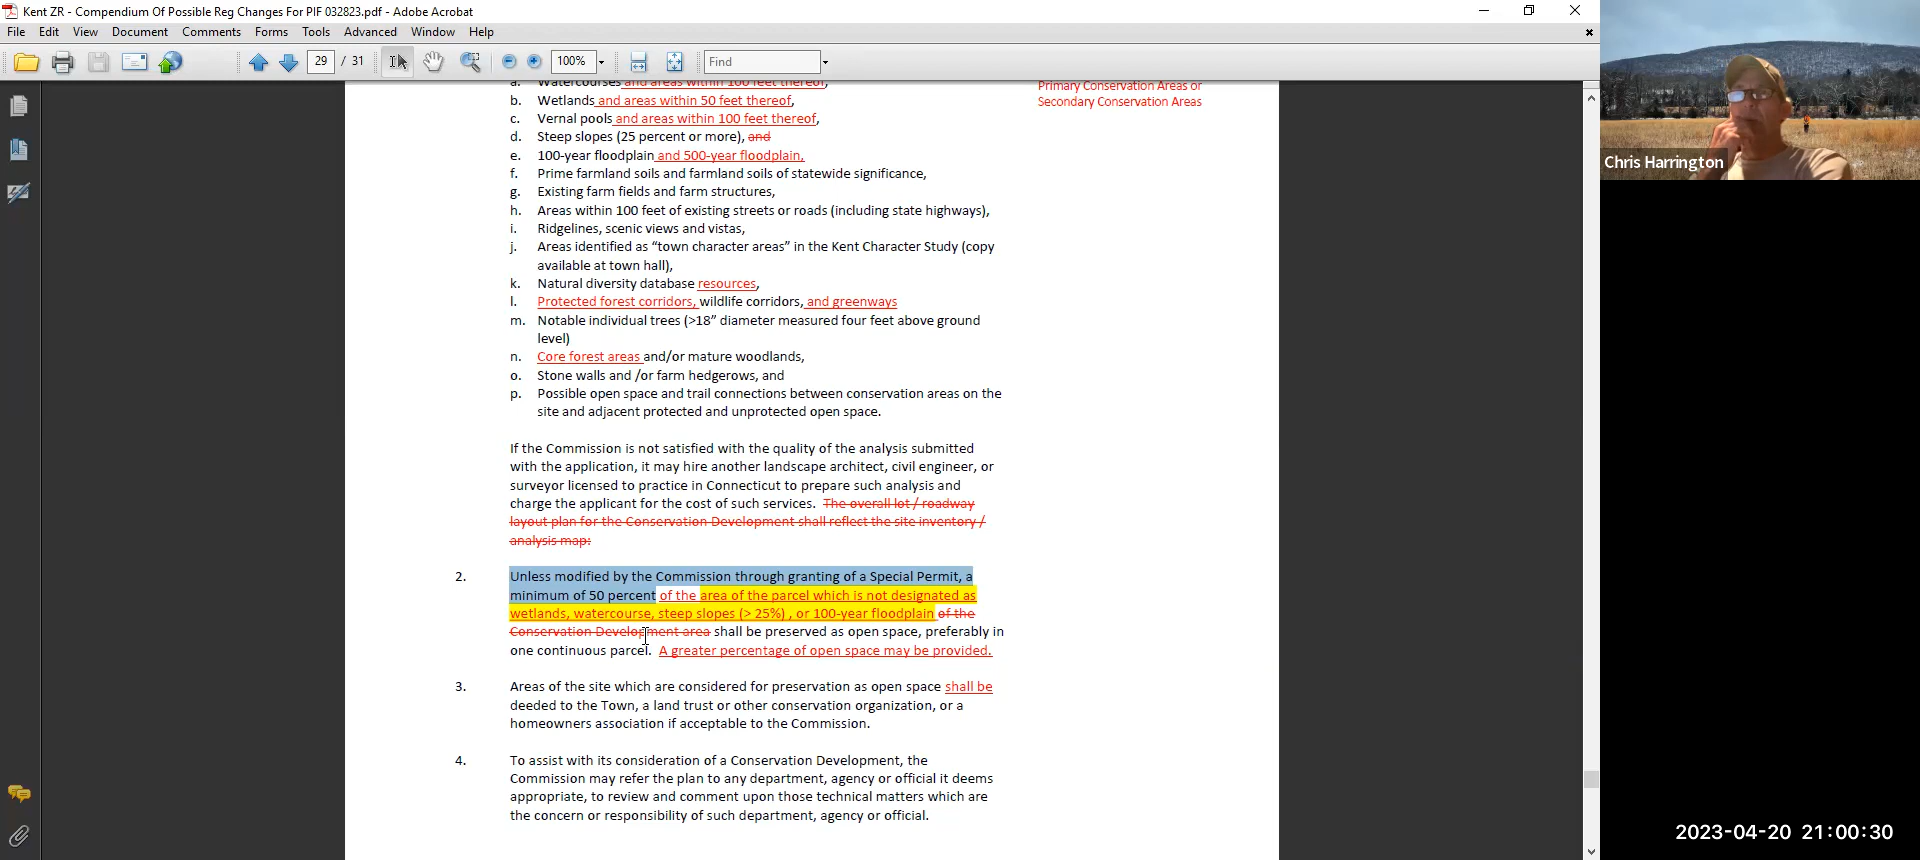 Kent ZR - Compendium Of Possible Reg Changes For PIF 032823.pdf - Adobe Acrobat
File Edit View Document Comments Forms Tools Advanced Window Help
29 / 31 100% Find
a. Watercourses and areas within 100 feet thereof,
Primary Conservation Areas or
b. Wetlands and areas within 50 feet thereof,
Secondary Conservation Areas
c. Vernal pools and areas within 100 feet thereof,
d. Steep slopes (25 percent or more), and
e. 100-year floodplain and 500-year floodplain,
f. Prime farmland soils and farmland soils of statewide significance,
g. Existing farm fields and farm structures,
h. Areas within 100 feet of existing streets or roads (including state highways),
i. Ridgelines, scenic views and vistas,
j. Areas identified as “town character areas” in the Kent Character Study (copy
available at town hall),
k. Natural diversity database resources,
l. Protected forest corridors, wildlife corridors, and greenways
m. Notable individual trees (>18” diameter measured four feet above ground
level)
n. Core forest areas and/or mature woodlands,
o. Stone walls and /or farm hedgerows, and
p. Possible open space and trail connections between conservation areas on the
site and adjacent protected and unprotected open space.
If the Commission is not satisfied with the quality of the analysis submitted
with the application, it may hire another landscape architect, civil engineer, or
surveyor licensed to practice in Connecticut to prepare such analysis and
charge the applicant for the cost of such services. The overall lot / roadway
layout plan for the Conservation Development shall reflect the site inventory /
analysis map:
2. Unless modified by the Commission through granting of a Special Permit, a
minimum of 50 percent of the area of the parcel which is not designated as
wetlands, watercourse, steep slopes (> 25%) , or 100-year floodplain of the
Conservation Development area shall be preserved as open space, preferably in
one continuous parcel. A greater percentage of open space may be provided.
3. Areas of the site which are considered for preservation as open space shall be
deeded to the Town, a land trust or other conservation organization, or a
homeowners association if acceptable to the Commission.
4. To assist with its consideration of a Conservation Development, the
Commission may refer the plan to any department, agency or official it deems
appropriate, to review and comment upon those technical matters which are
the concern or responsibility of such department, agency or official.
Chris Harrington
2023-04-20 21:00:30